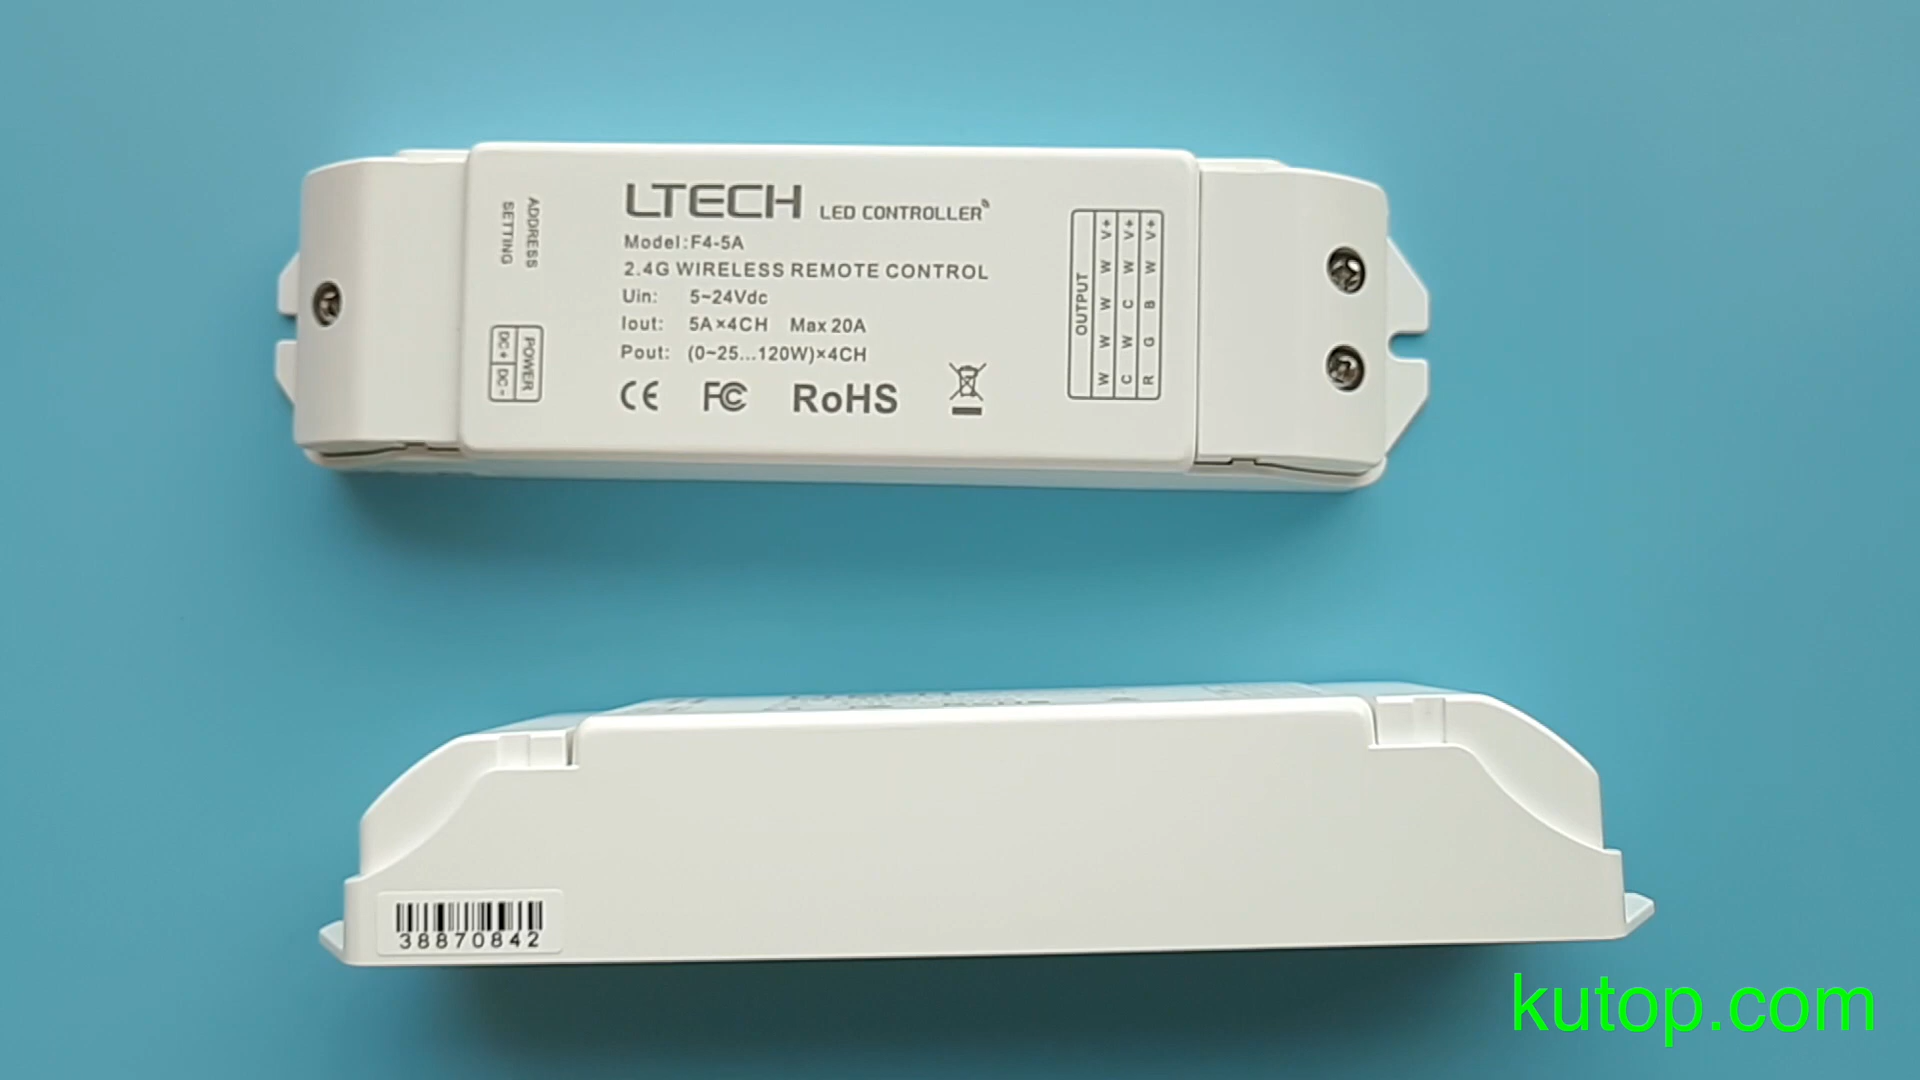 LTECH LED CONTROLLER
Model:F4-5A
2.4G WIRELESS REMOTE CONTROL
Uin: 5~24Vdc
Iout: 5A×4CH Max 20A
Pout: (0~25...120W)×4CH
CE FC RoHS
ADDRESS
SETTING
POWER
DC+ DC-
OUTPUT
W W W W V+
C W C W V+
R G B W V+
38870842
kutop.com